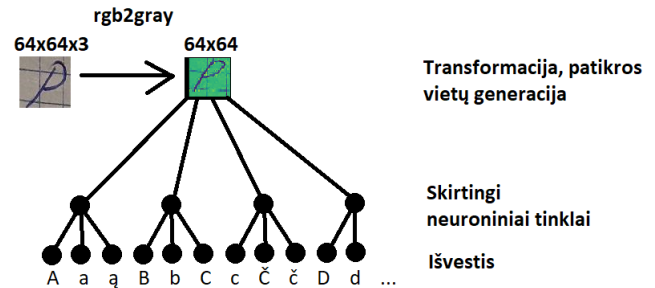 rgb2gray
64x64x3 64x64
Transformacija, patikros
vietų generacija
Skirtingi
neuroniniai tinklai
Išvestis
A a ą B b C c Č č D d ...